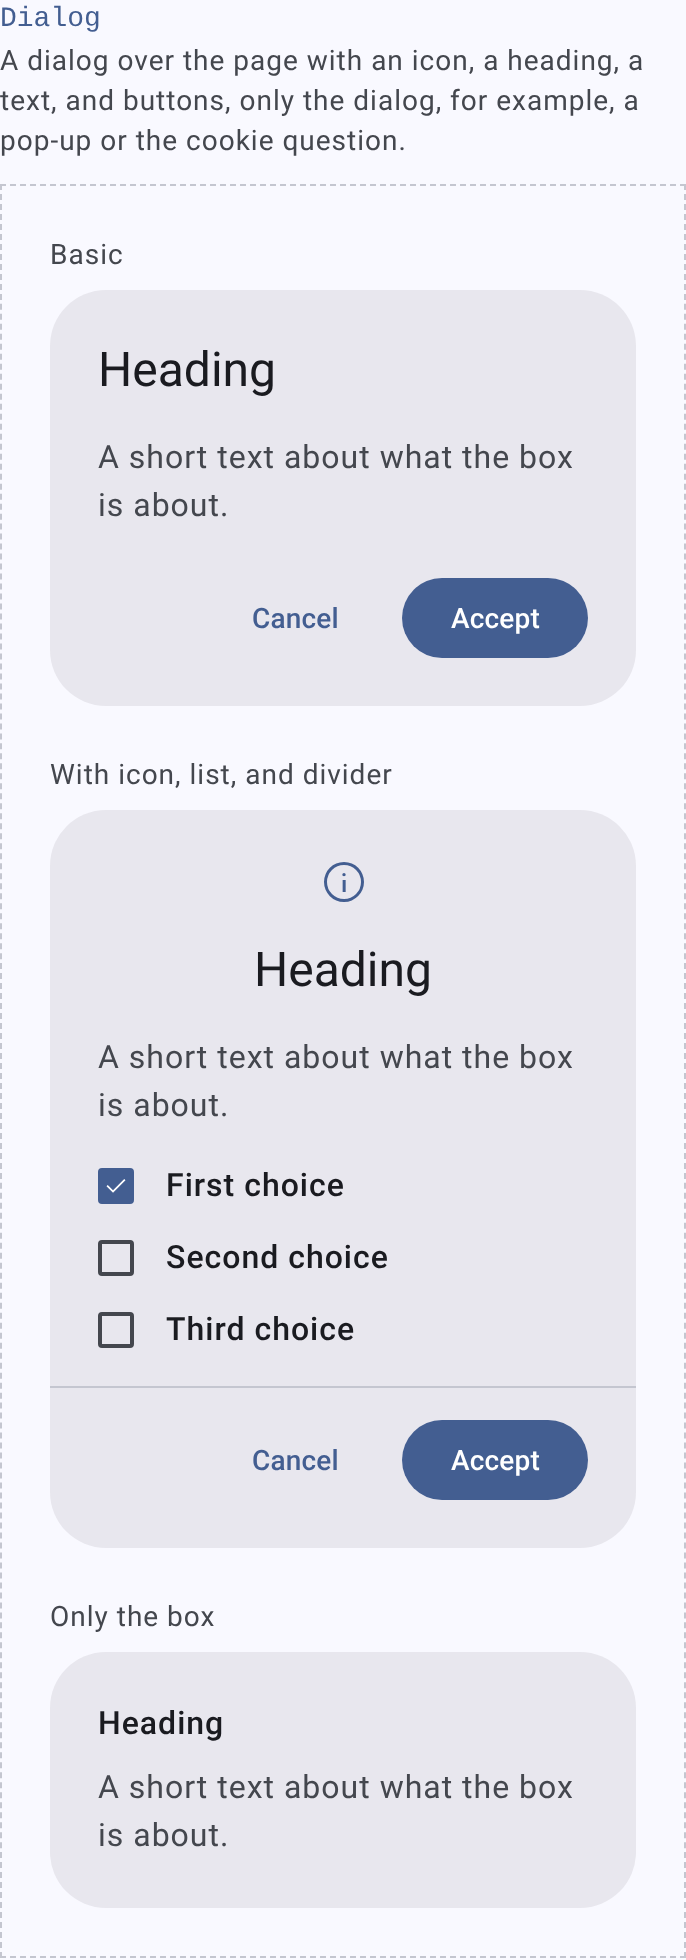 Dialog
A dialog over the page with an icon, a heading, a
text, and buttons, only the dialog, for example, a
pop-up or the cookie question.
Basic
Heading
A short text about what the box
is about.
Cancel Accept
With icon, list, and divider
Heading
A short text about what the box
is about.
First choice
Second choice
Third choice
Cancel Accept
Only the box
Heading
A short text about what the box
is about.